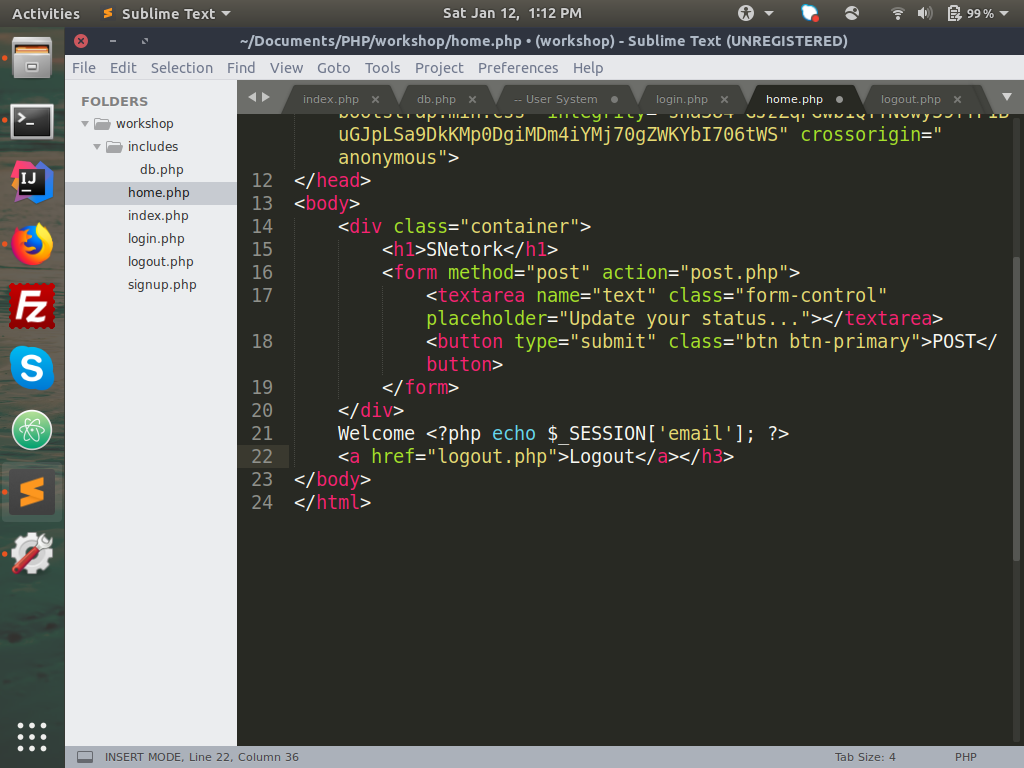 Activities Sublime Text Sat Jan 12, 1:12 PM 99%
~/Documents/PHP/workshop/home.php • (workshop) - Sublime Text (UNREGISTERED)
File Edit Selection Find View Goto Tools Project Preferences Help
FOLDERS
workshop
includes
db.php
home.php
index.php
login.php
logout.php
signup.php
index.php × db.php × -- User System login.php × home.php logout.php ×
uGJpLSa9DkKMp0DgiMDm4iYMj70gZWKYbI706tWS" crossorigin="
anonymous">
12 </head>
13 <body>
14 <div class="container">
15 <h1>SNetork</h1>
16 <form method="post" action="post.php">
17 <textarea name="text" class="form-control"
placeholder="Update your status..."></textarea>
18 <button type="submit" class="btn btn-primary">POST</
button>
19 </form>
20 </div>
21 Welcome <?php echo $_SESSION['email']; ?>
22 <a href="logout.php">Logout</a></h3>
23 </body>
24 </html>
INSERT MODE, Line 22, Column 36 Tab Size: 4 PHP